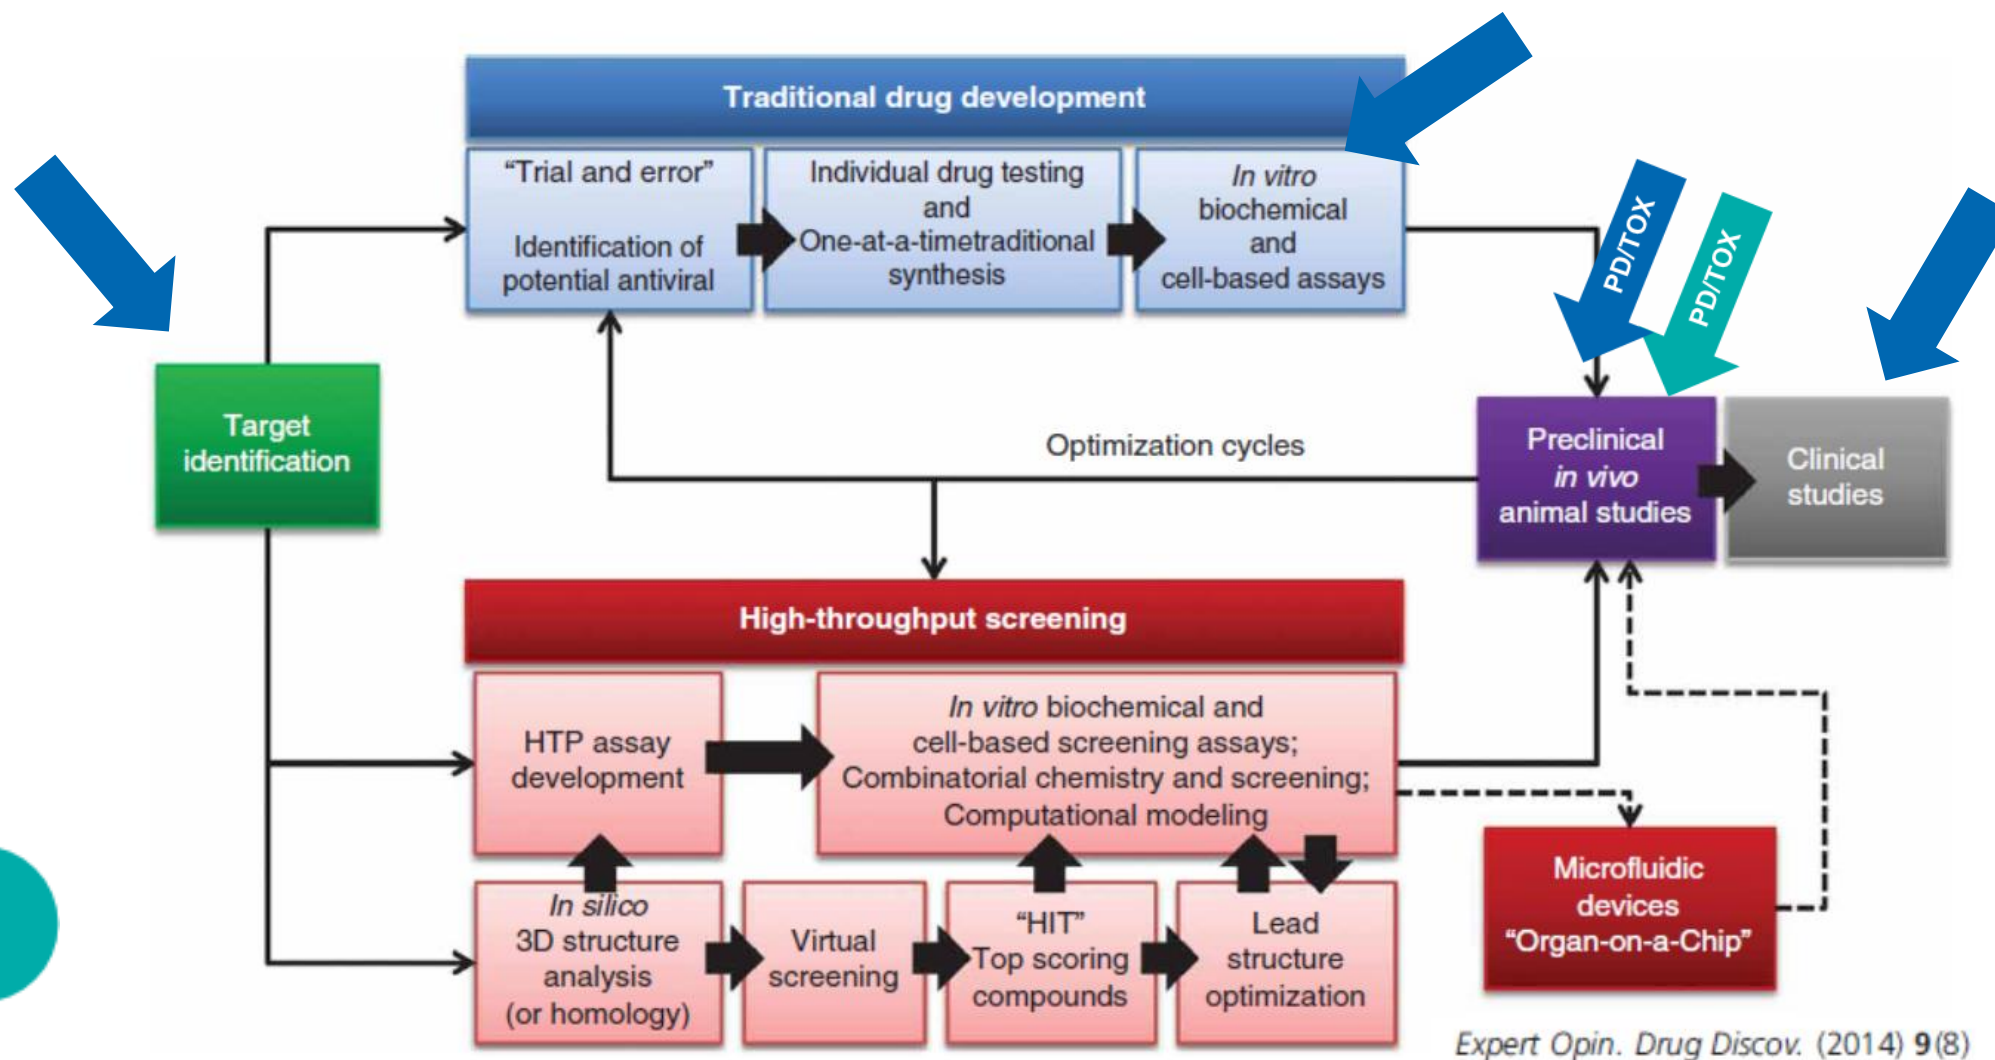 Traditional drug development
“Trial and error”
Identification of
potential antiviral
Individual drug testing
and
One-at-a-timetraditional
synthesis
In vitro
biochemical
and
cell-based assays
PD/TOX
PD/TOX
Target
identification
Optimization cycles
Preclinical
in vivo
animal studies
Clinical
studies
High-throughput screening
HTP assay
development
In vitro biochemical and
cell-based screening assays;
Combinatorial chemistry and screening;
Computational modeling
In silico
3D structure
analysis
(or homology)
Virtual
screening
“HIT”
Top scoring
compounds
Lead
structure
optimization
Microfluidic
devices
“Organ-on-a-Chip”
Expert Opin. Drug Discov. (2014) 9(8)